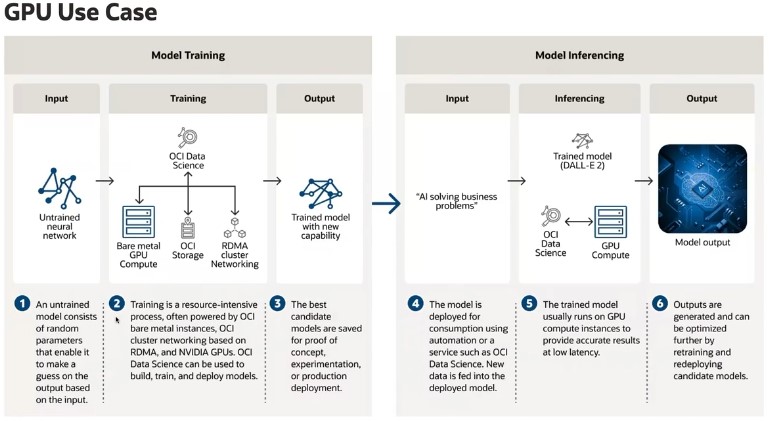 GPU Use Case
Model Training
Input
Training
Output
OCI Data
Science
Untrained
neural
network
Bare metal
GPU
Compute
OCI
Storage
RDMA
cluster
Networking
Trained model
with new
capability
1
An untrained
model consists
of random
parameters
that enable it
to make a
guess on the
output based
on the input.
2
Training is a resource-intensive
process, often powered by OCI
bare metal instances, OCI
cluster networking based on
RDMA, and NVIDIA GPUs. OCI
Data Science can be used to
build, train, and deploy models.
3
The best
candidate
models are saved
for proof of
concept,
experimentation,
or production
deployment.
Model Inferencing
Input
Inferencing
Output
"AI solving business
problems"
Trained model
(DALL-E 2)
OCI
Data
Science
GPU
Compute
AI
Model output
4
The model is
deployed for
consumption using
automation or a
service such as OCI
Data Science. New
data is fed into the
deployed model.
5
The trained model
usually runs on GPU
compute instances to
provide accurate results
at low latency.
6
Outputs are
generated and can
be optimized
further by
retraining and
redeploying
candidate models.